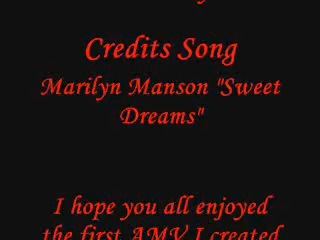 Credits Song
Marilyn Manson "Sweet
Dreams"
I hope you all enjoyed
the first AMV I created